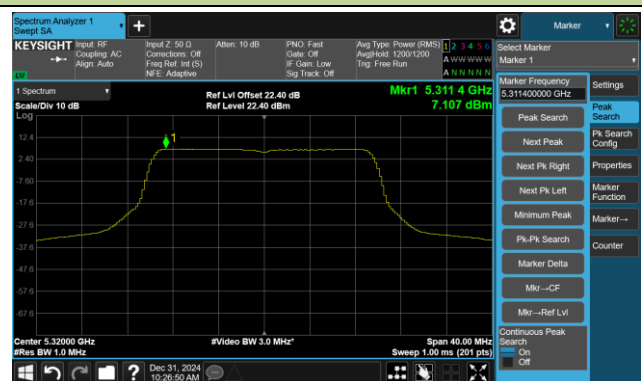 Spectrum Analyzer 1
Swept SA
KEYSIGHT
Input: RF
Coupling: AC
Align: Auto
Input Z: 50 Ω
Corrections: Off
Freq Ref: Int (S)
NFE: Adaptive
Atten: 10 dB
PNO: Fast
Gate: Off
IF Gain: Low
Sig Track: Off
Avg Type: Power (RMS)
Avg|Hold: 1200/1200
Trig: Free Run
1 2 3 4 5 6
A W W W W W
A N N N N N
LV
1 Spectrum
Scale/Div 10 dB
Log
Ref Lvl Offset 22.40 dB
Ref Level 22.40 dBm
Mkr1 5.311 4 GHz
7.107 dBm
1
12.4
2.40
-7.60
-17.6
-27.6
-37.6
-47.6
-57.6
-67.6
Center 5.32000 GHz
#Res BW 1.0 MHz
#Video BW 3.0 MHz*
Span 40.00 MHz
Sweep 1.00 ms (201 pts)
Dec 31, 2024
10:26:50 AM
Marker
Select Marker
Marker 1
Marker Frequency
5.311400000 GHz
Peak Search
Next Peak
Next Pk Right
Next Pk Left
Minimum Peak
Pk-Pk Search
Marker Delta
Mkr→CF
Mkr→Ref Lvl
Continuous Peak
Search
On
Off
Settings
Peak
Search
Pk Search
Config
Properties
Marker
Function
Marker→
Counter